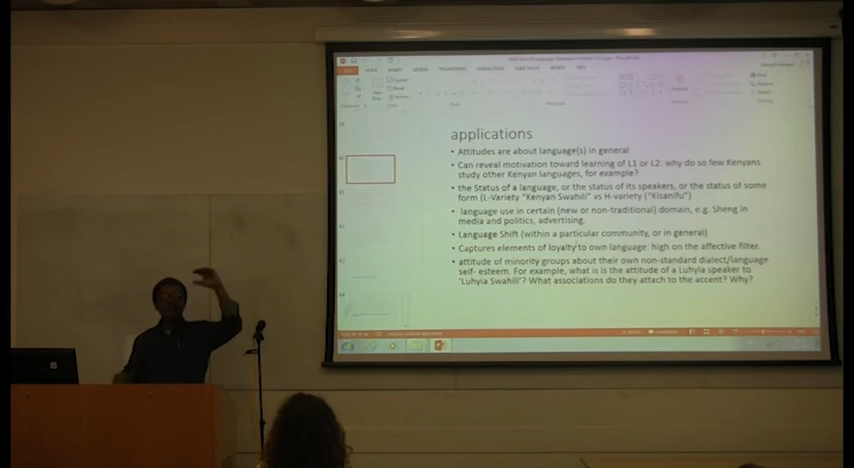 applications
• Attitudes are about language(s) in general
• Can reveal motivation toward learning of L1 or L2: why do so few Kenyans
study other Kenyan languages, for example?
• the Status of a language, or the status of its speakers, or the status of some
form (L-Variety "Kenyan Swahili" vs H-variety ("Kisanifu")
• language use in certain (new or non-traditional) domain, e.g. Sheng in
media and politics, advertising.
• Language Shift (within a particular community, or in general)
• Captures elements of loyalty to own language: high on the affective filter.
• attitude of minority groups about their own non-standard dialect/language
self- esteem. For example, what is is the attitude of a Luhyia speaker to
'Luhyia Swahili'? What associations do they attach to the accent? Why?